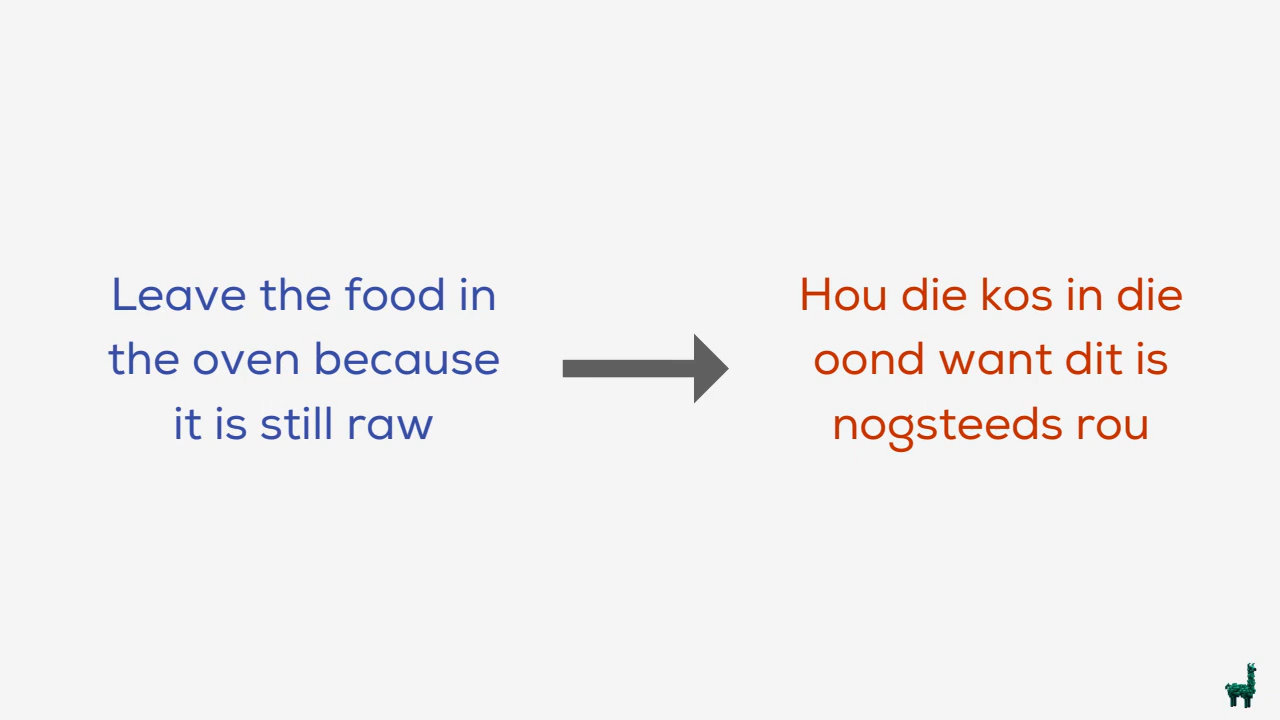 Leave the food in
the oven because
it is still raw
Hou die kos in die
oond want dit is
nogsteeds rou